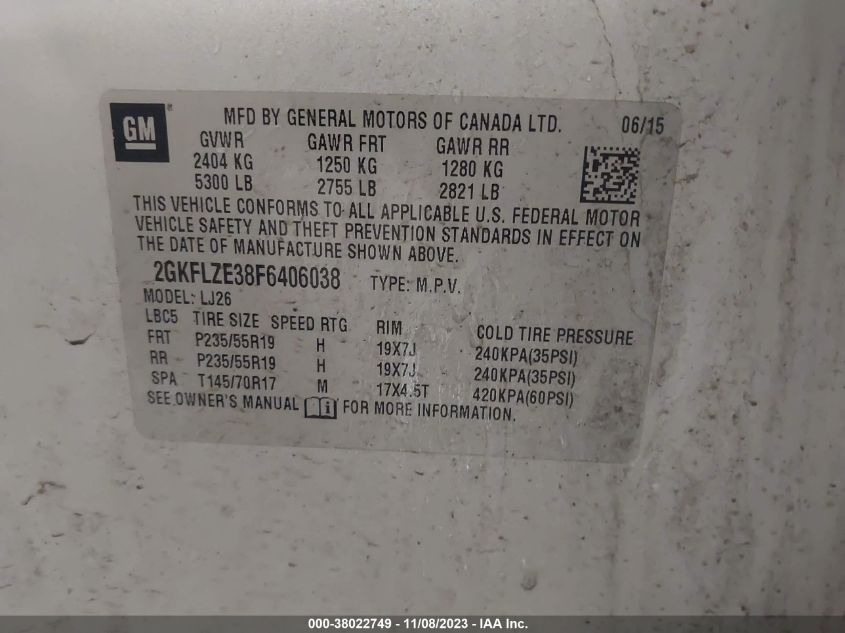 GM®
MFD BY GENERAL MOTORS OF CANADA LTD. 06/15
GVWR GAWR FRT GAWR RR
2404 KG 1250 KG 1280 KG
5300 LB 2755 LB 2821 LB
THIS VEHICLE CONFORMS TO ALL APPLICABLE U.S. FEDERAL MOTOR
VEHICLE SAFETY AND THEFT PREVENTION STANDARDS IN EFFECT ON
THE DATE OF MANUFACTURE SHOWN ABOVE.
2GKFLZE38F6406038 TYPE: M.P.V.
MODEL: LJ26
LBC5 TIRE SIZE SPEED RTG RIM COLD TIRE PRESSURE
FRT P235/55R19 H 19X7J 240KPA(35PSI)
RR P235/55R19 H 19X7J 240KPA(35PSI)
SPA T145/70R17 M 17X4.5T 420KPA(60PSI)
SEE OWNER'S MANUAL i FOR MORE INFORMATION.
000-38022749 - 11/08/2023 - IAA Inc.